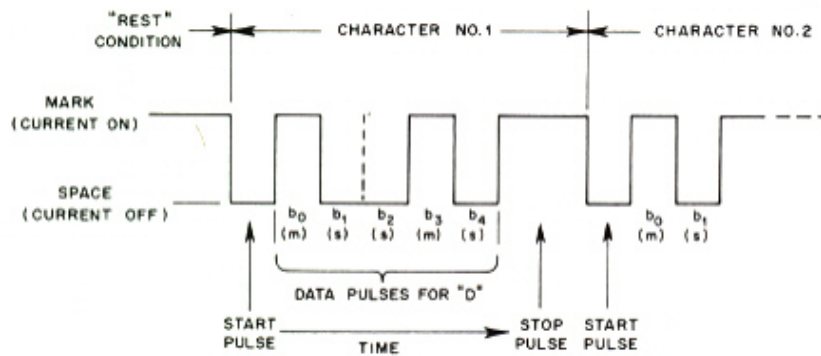 "REST"
CONDITION
CHARACTER NO.1
CHARACTER NO.2
MARK
(CURRENT ON)
SPACE
(CURRENT OFF)
b0 b1 b2 b3 b4 b0 b1
(m) (s) (s) (m) (s) (m) (s)
DATA PULSES FOR "D"
START
PULSE
TIME
STOP
PULSE
START
PULSE